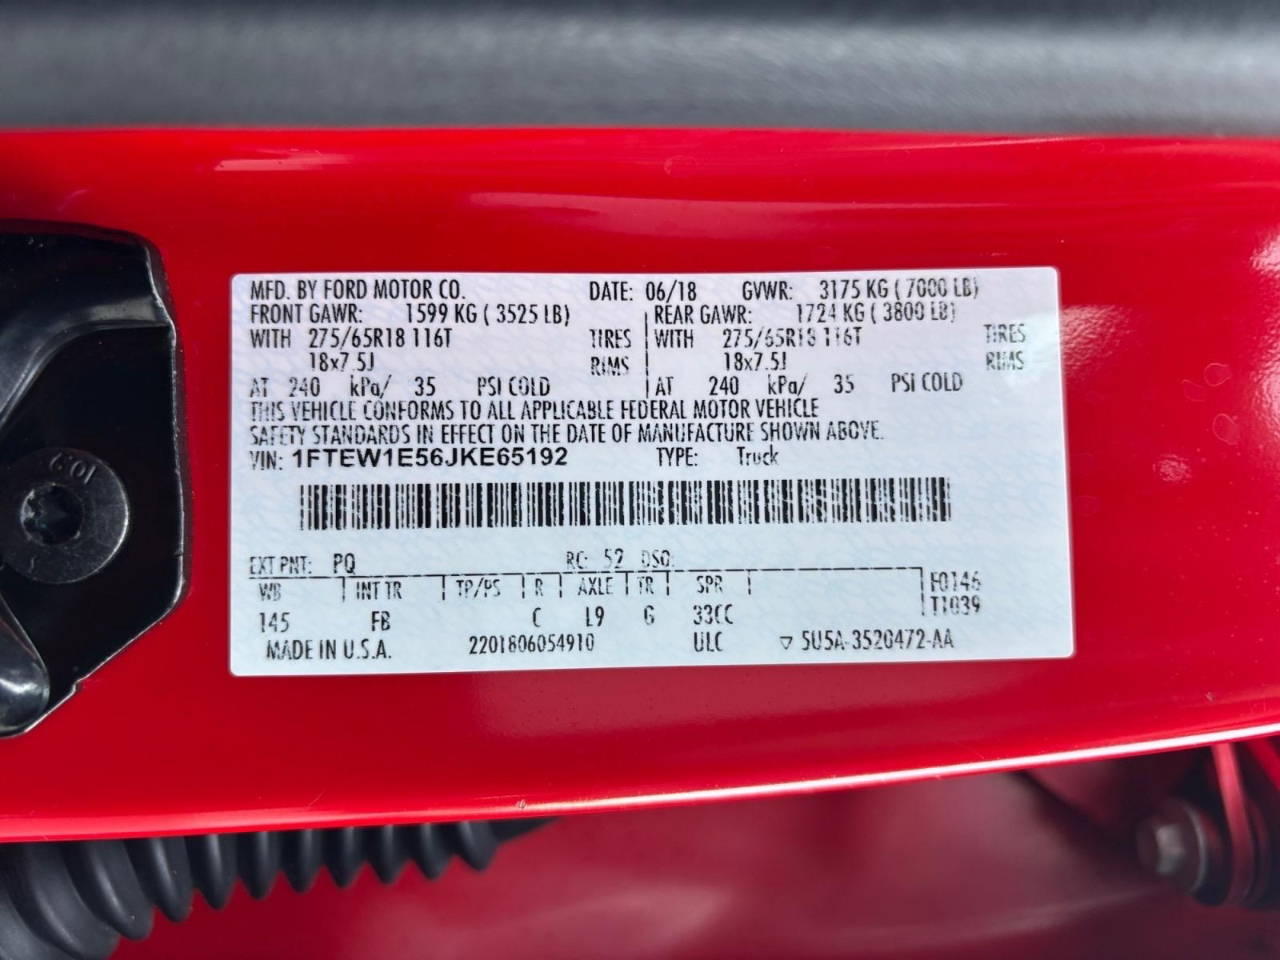 MFD. BY FORD MOTOR CO. DATE: 06/18 GVWR: 3175 KG ( 7000 LB)
FRONT GAWR: 1599 KG ( 3525 LB) REAR GAWR: 1724 KG ( 3800 LB)
WITH 275/65R18 116T TIRES WITH 275/65R18 116T TIRES
18x7.5J RIMS 18x7.5J RIMS
AT 240 kPa/ 35 PSI COLD AT 240 kPa/ 35 PSI COLD
THIS VEHICLE CONFORMS TO ALL APPLICABLE FEDERAL MOTOR VEHICLE
SAFETY STANDARDS IN EFFECT ON THE DATE OF MANUFACTURE SHOWN ABOVE.
VIN: 1FTEW1E56JKE65192 TYPE: Truck
EXT PNT: PQ RC: 52 DSO:
WB INT TR TP/PS R AXLE TR SPR F0146
145 FB C L9 G 33CC T1039
MADE IN U.S.A. 2201806054910 ULC ▽ 5U5A-3520472-AA
10.9